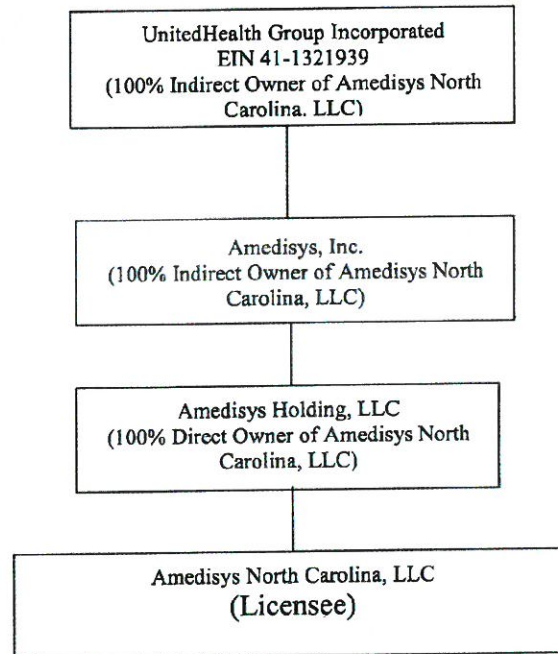 UnitedHealth Group Incorporated
EIN 41-1321939
(100% Indirect Owner of Amedisys North
Carolina. LLC)
Amedisys, Inc.
(100% Indirect Owner of Amedisys North
Carolina, LLC)
Amedisys Holding, LLC
(100% Direct Owner of Amedisys North
Carolina, LLC)
Amedisys North Carolina, LLC
(Licensee)